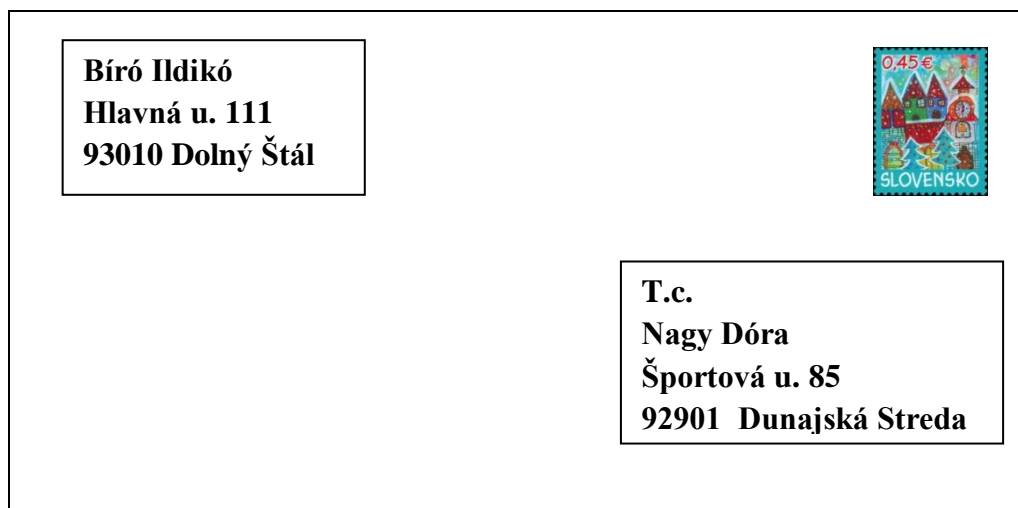 Bíró Ildikó
Hlavná u. 111
93010 Dolný Štál
0,45 €
SLOVENSKO
T.c.
Nagy Dóra
Športová u. 85
92901 Dunajská Streda